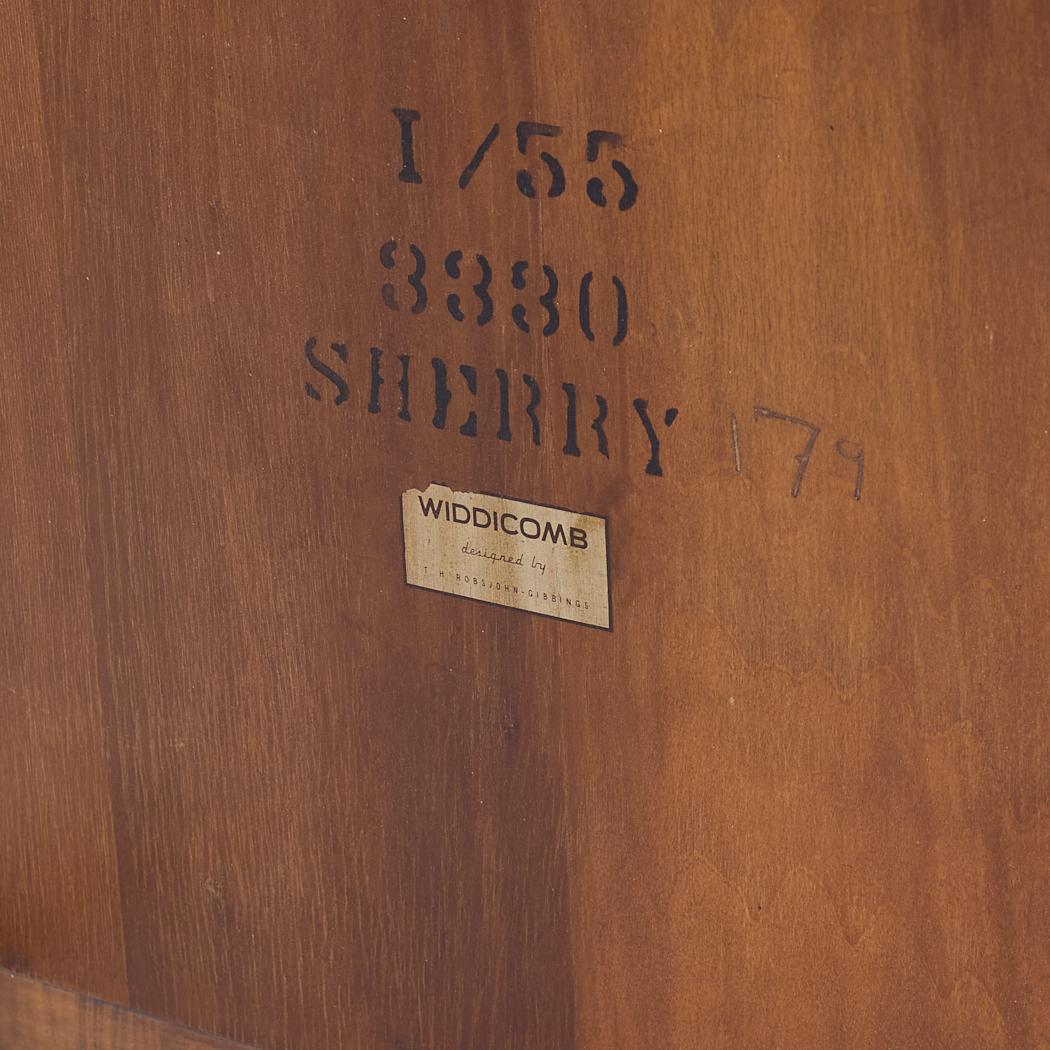 I/55
3330
SHERRY 179
WIDDICOMB
designed by
T. H. ROBSJOHN-GIBBINGS